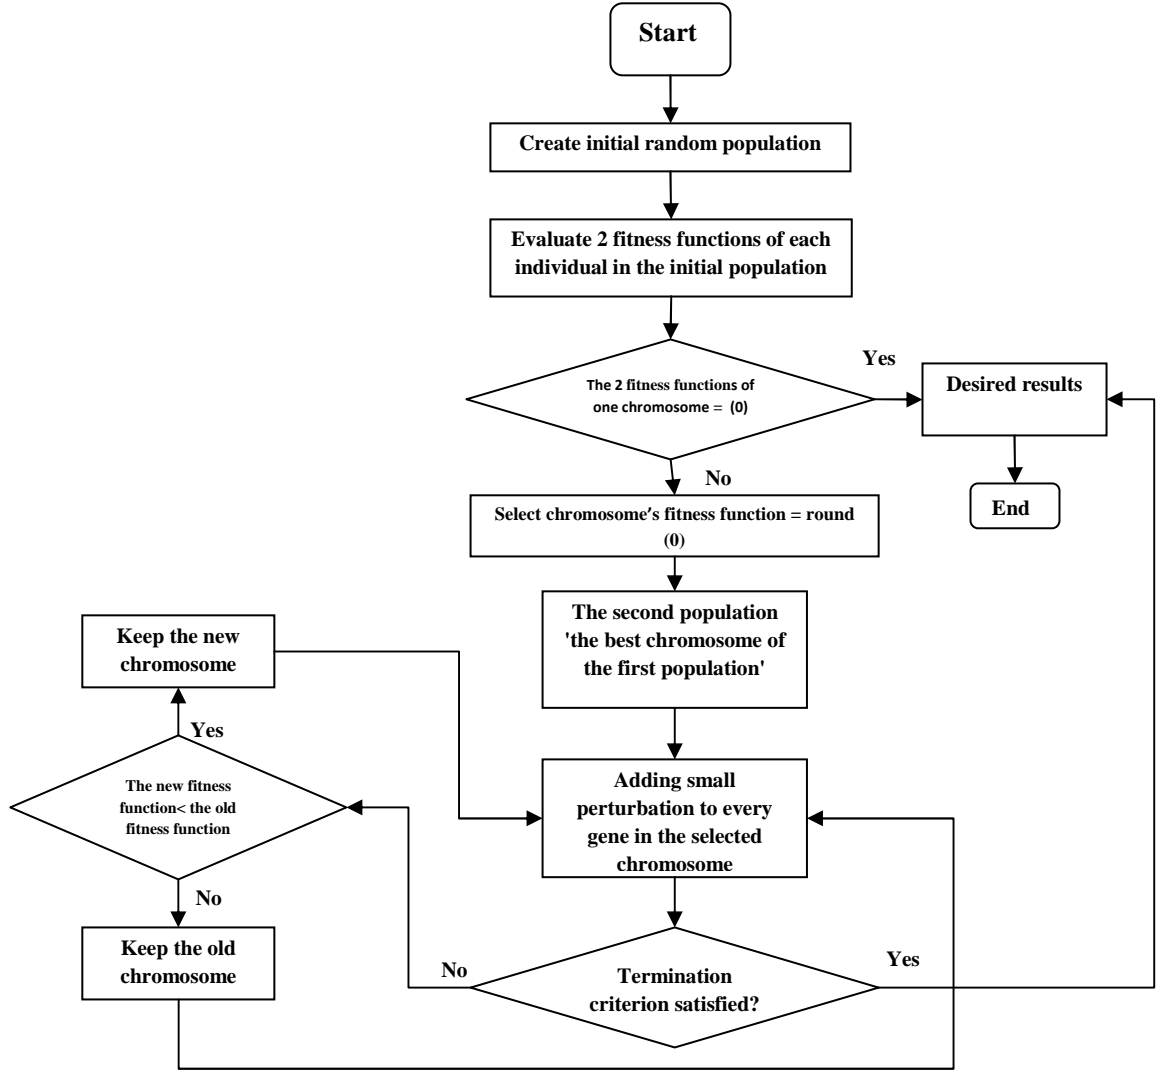 Start
Create initial random population
Evaluate 2 fitness functions of each
individual in the initial population
The 2 fitness functions of
one chromosome = (0)
Yes
Desired results
End
No
Select chromosome's fitness function = round
(0)
The second population
'the best chromosome of
the first population'
Keep the new
chromosome
Yes
The new fitness
function< the old
fitness function
No
Keep the old
chromosome
Adding small
perturbation to every
gene in the selected
chromosome
No
Termination
criterion satisfied?
Yes